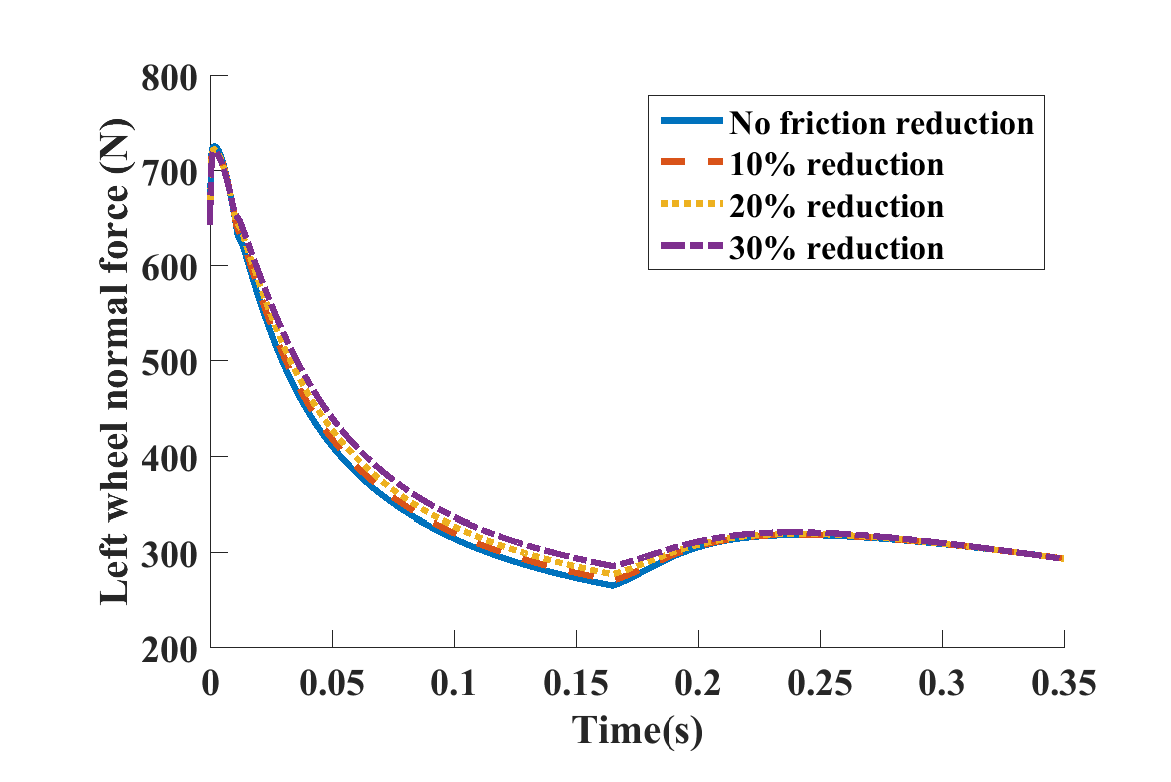 800
700
600
500
400
300
200
Left wheel normal force (N)
No friction reduction
10% reduction
20% reduction
30% reduction
0 0.05 0.1 0.15 0.2 0.25 0.3 0.35
Time(s)